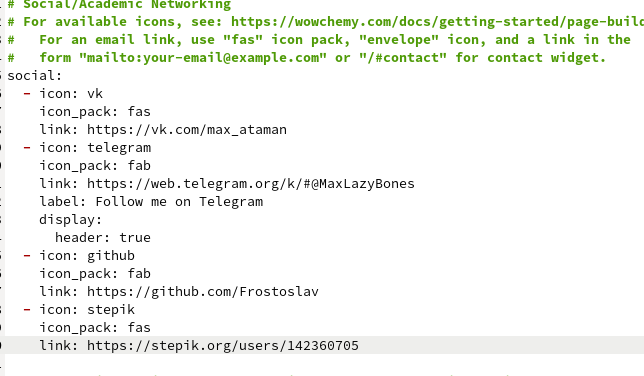 # Social/Academic Networking
# For available icons, see: https://wowchemy.com/docs/getting-started/page-buil
#   For an email link, use "fas" icon pack, "envelope" icon, and a link in the
#   form "mailto:your-email@example.com" or "/#contact" for contact widget.
social:
  - icon: vk
    icon_pack: fas
    link: https://vk.com/max_ataman
  - icon: telegram
    icon_pack: fab
    link: https://web.telegram.org/k/#@MaxLazyBones
    label: Follow me on Telegram
    display:
      header: true
  - icon: github
    icon_pack: fab
    link: https://github.com/Frostoslav
  - icon: stepik
    icon_pack: fas
    link: https://stepik.org/users/142360705